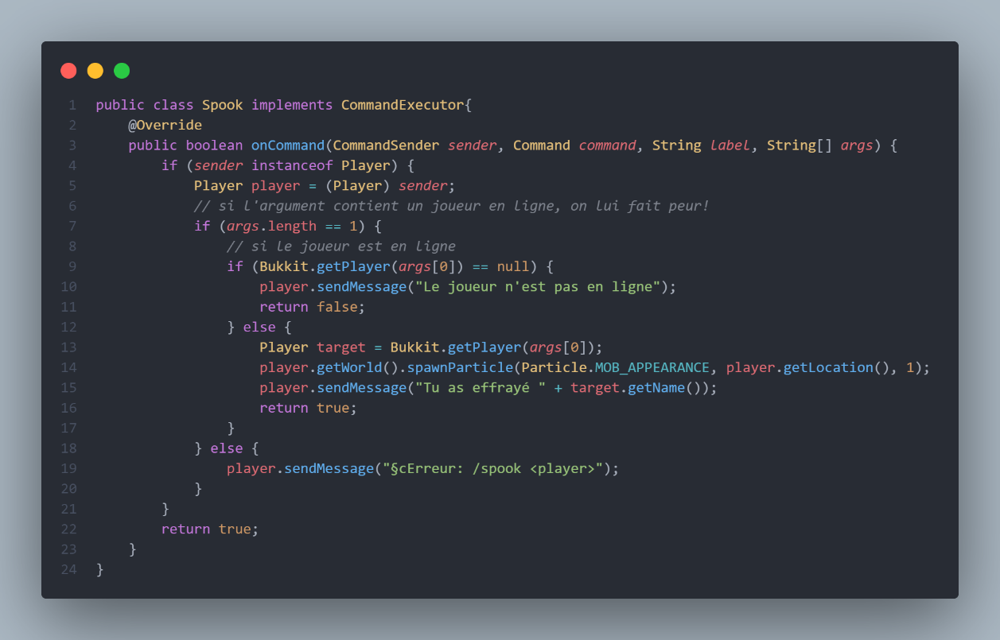 1 public class Spook implements CommandExecutor{
2     @Override
3     public boolean onCommand(CommandSender sender, Command command, String label, String[] args) {
4         if (sender instanceof Player) {
5             Player player = (Player) sender;
6             // si l'argument contient un joueur en ligne, on lui fait peur!
7             if (args.length == 1) {
8                 // si le joueur est en ligne
9                 if (Bukkit.getPlayer(args[0]) == null) {
10                     player.sendMessage("Le joueur n'est pas en ligne");
11                     return false;
12                 } else {
13                     Player target = Bukkit.getPlayer(args[0]);
14                     player.getWorld().spawnParticle(Particle.MOB_APPEARANCE, player.getLocation(), 1);
15                     player.sendMessage("Tu as effrayé " + target.getName());
16                     return true;
17                 }
18             } else {
19                 player.sendMessage("§cErreur: /spook <player>");
20             }
21         }
22         return true;
23     }
24 }